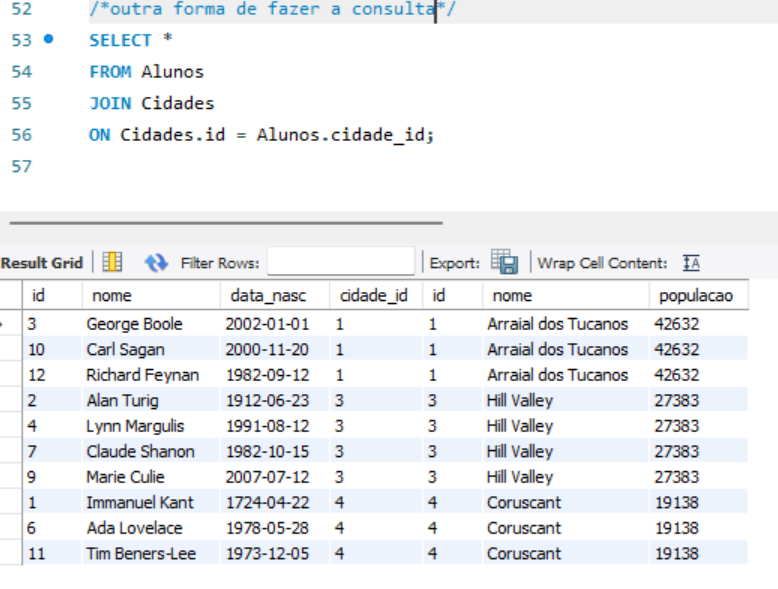 52 /*outra forma de fazer a consulta*/
53 SELECT *
54 FROM Alunos
55 JOIN Cidades
56 ON Cidades.id = Alunos.cidade_id;
57
Result Grid Filter Rows: Export: Wrap Cell Content: IA
id nome data_nasc cidade_id id nome populacao
3 George Boole 2002-01-01 1 1 Arraial dos Tucanos 42632
10 Carl Sagan 2000-11-20 1 1 Arraial dos Tucanos 42632
12 Richard Feynan 1982-09-12 1 1 Arraial dos Tucanos 42632
2 Alan Turig 1912-06-23 3 3 Hill Valley 27383
4 Lynn Margulis 1991-08-12 3 3 Hill Valley 27383
7 Claude Shanon 1982-10-15 3 3 Hill Valley 27383
9 Marie Culie 2007-07-12 3 3 Hill Valley 27383
1 Immanuel Kant 1724-04-22 4 4 Coruscant 19138
6 Ada Lovelace 1978-05-28 4 4 Coruscant 19138
11 Tim Beners-Lee 1973-12-05 4 4 Coruscant 19138